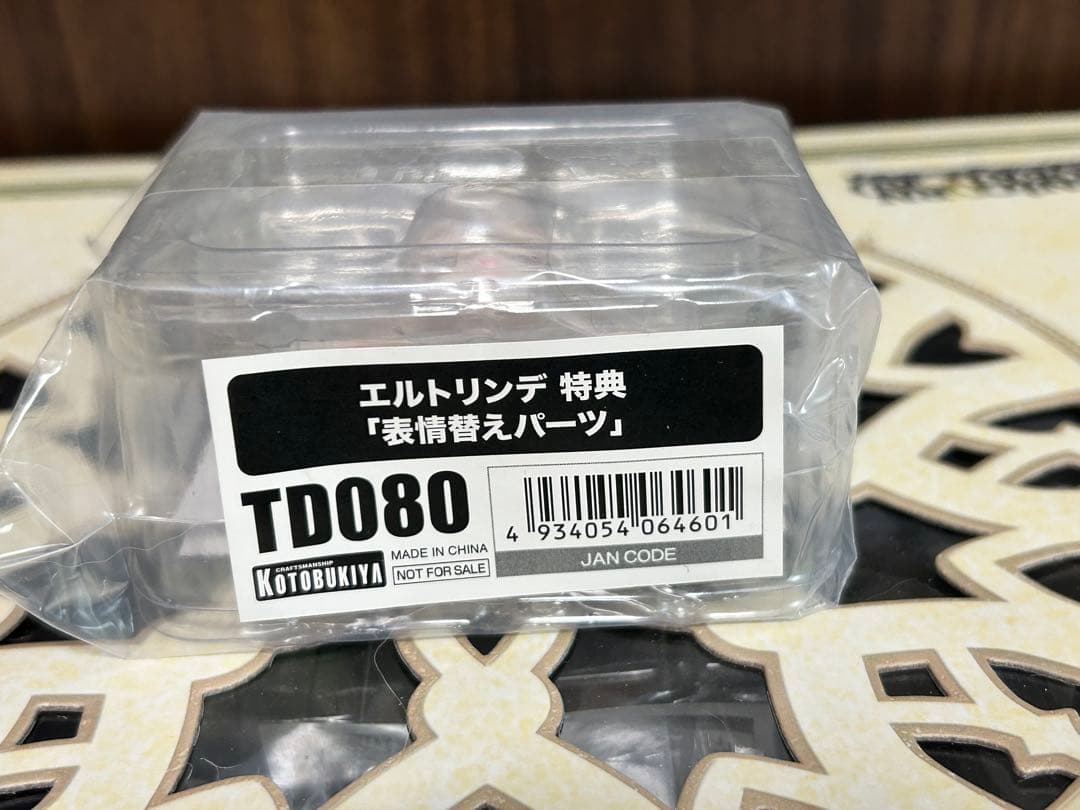 エルトリンデ 特典
「表情替えパーツ」
TD080
CRAFTSMANSHIP
KOTOBUKIYA
MADE IN CHINA
NOT FOR SALE
4 934054 064601
JAN CODE